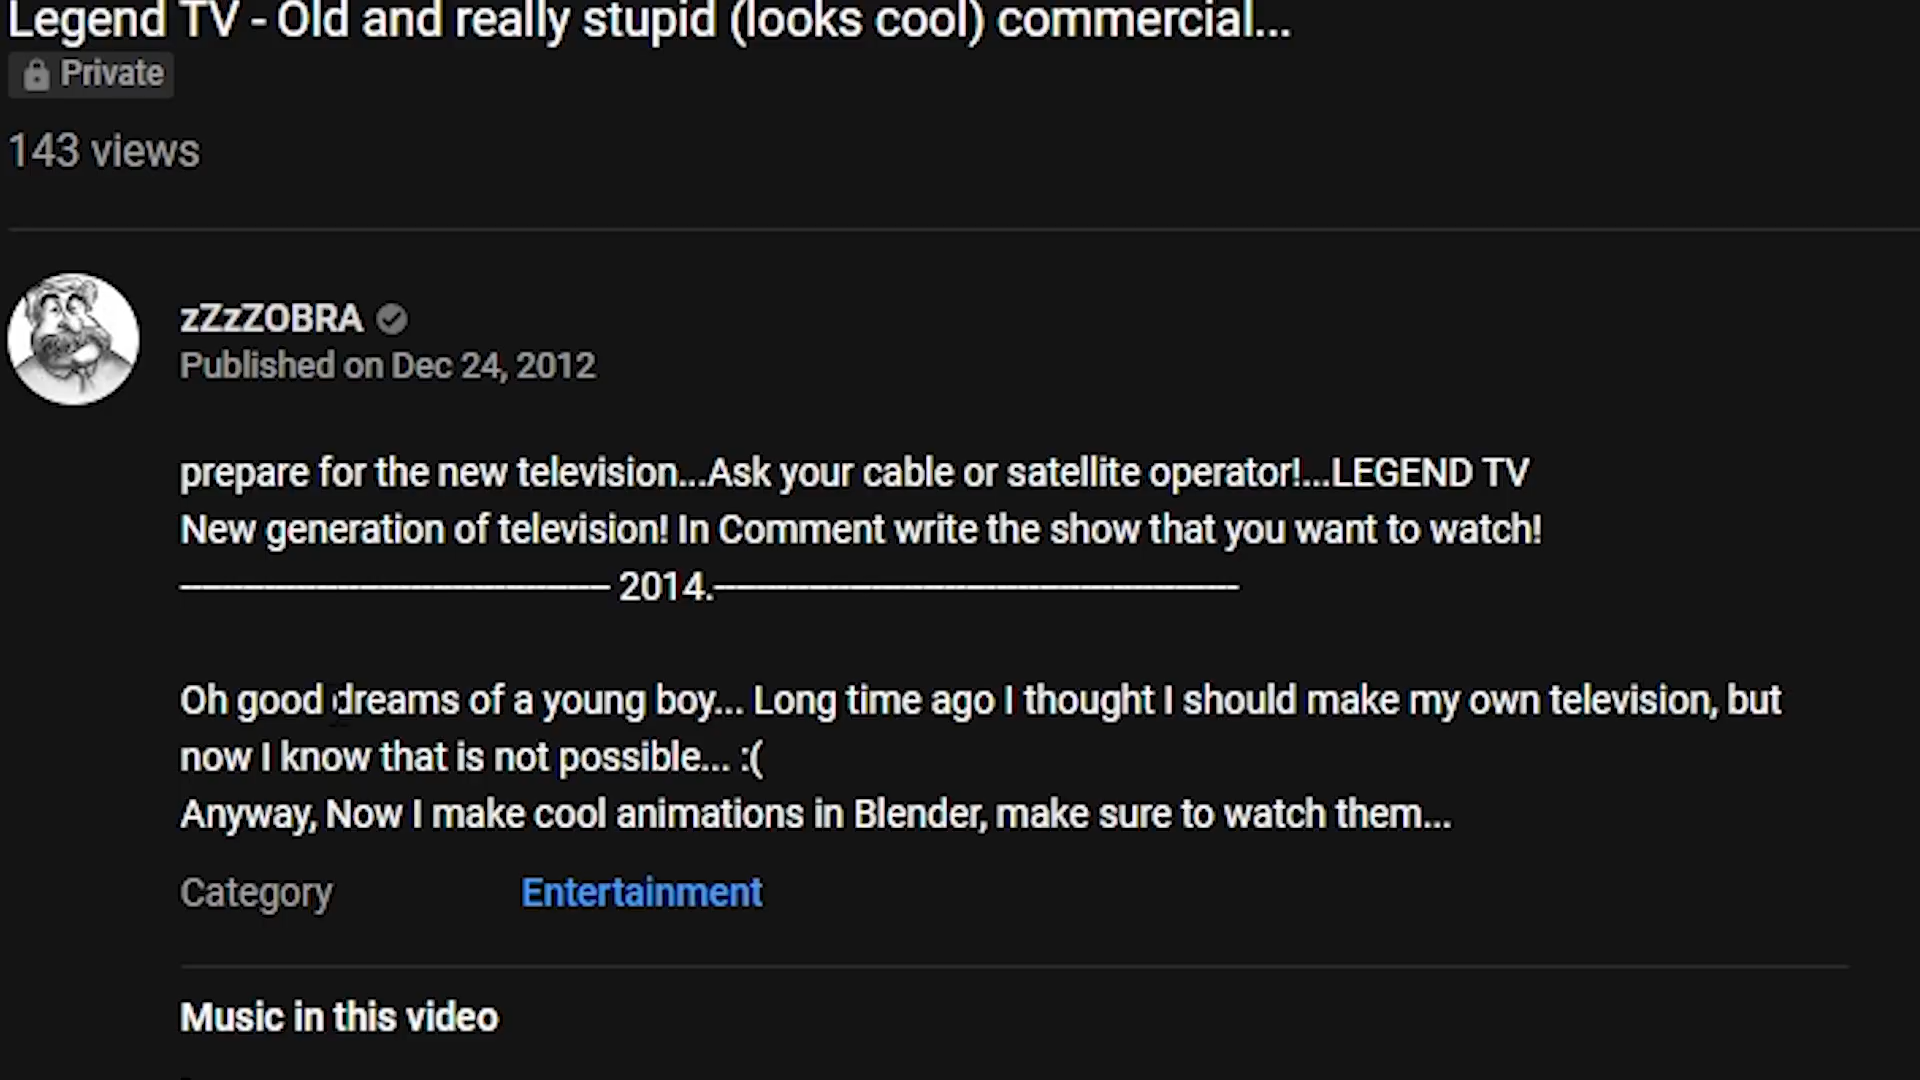 Legend TV - Old and really stupid (looks cool) commercial...
Private
143 views
zZzZOBRA
Published on Dec 24, 2012
prepare for the new television...Ask your cable or satellite operator!...LEGEND TV
New generation of television! In Comment write the show that you want to watch!
---------------------------------------- 2014.------------------------------------------------
Oh good dreams of a young boy... Long time ago I thought I should make my own television, but
now I know that is not possible... :(
Anyway, Now I make cool animations in Blender, make sure to watch them...
Category Entertainment
Music in this video